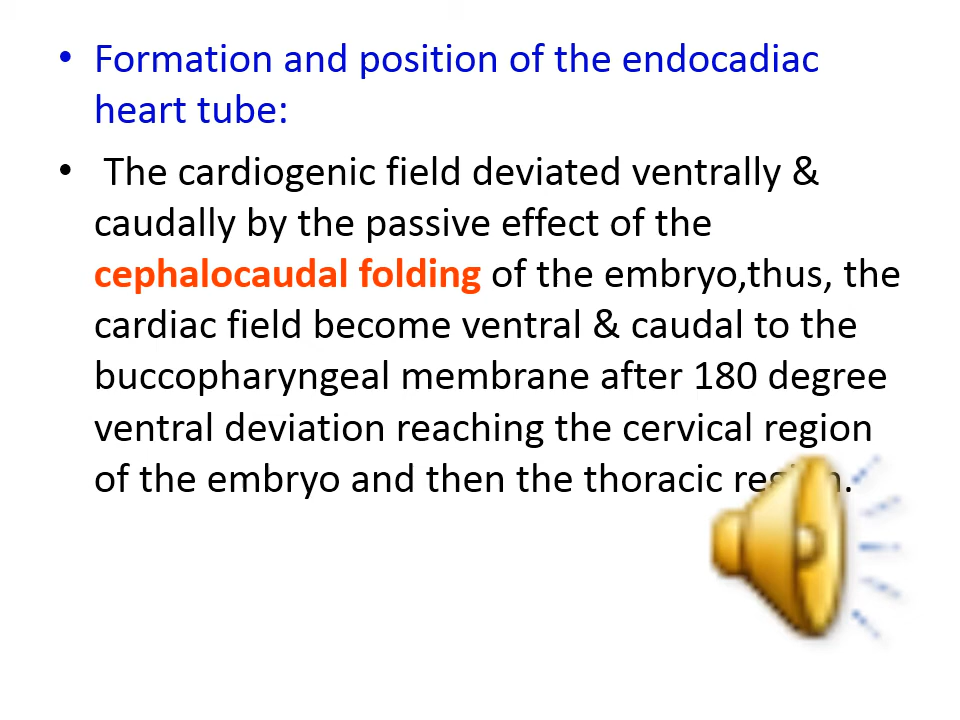 • Formation and position of the endocadiac
heart tube:
• The cardiogenic field deviated ventrally &
caudally by the passive effect of the
cephalocaudal folding of the embryo,thus, the
cardiac field become ventral & caudal to the
buccopharyngeal membrane after 180 degree
ventral deviation reaching the cervical region
of the embryo and then the thoracic region.